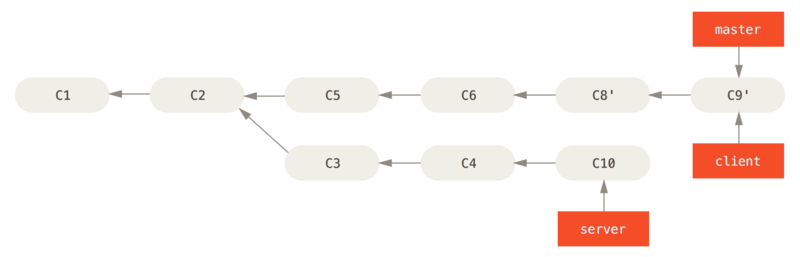 master
C1 C2 C5 C6 C8' C9'
C3 C4 C10 client
server